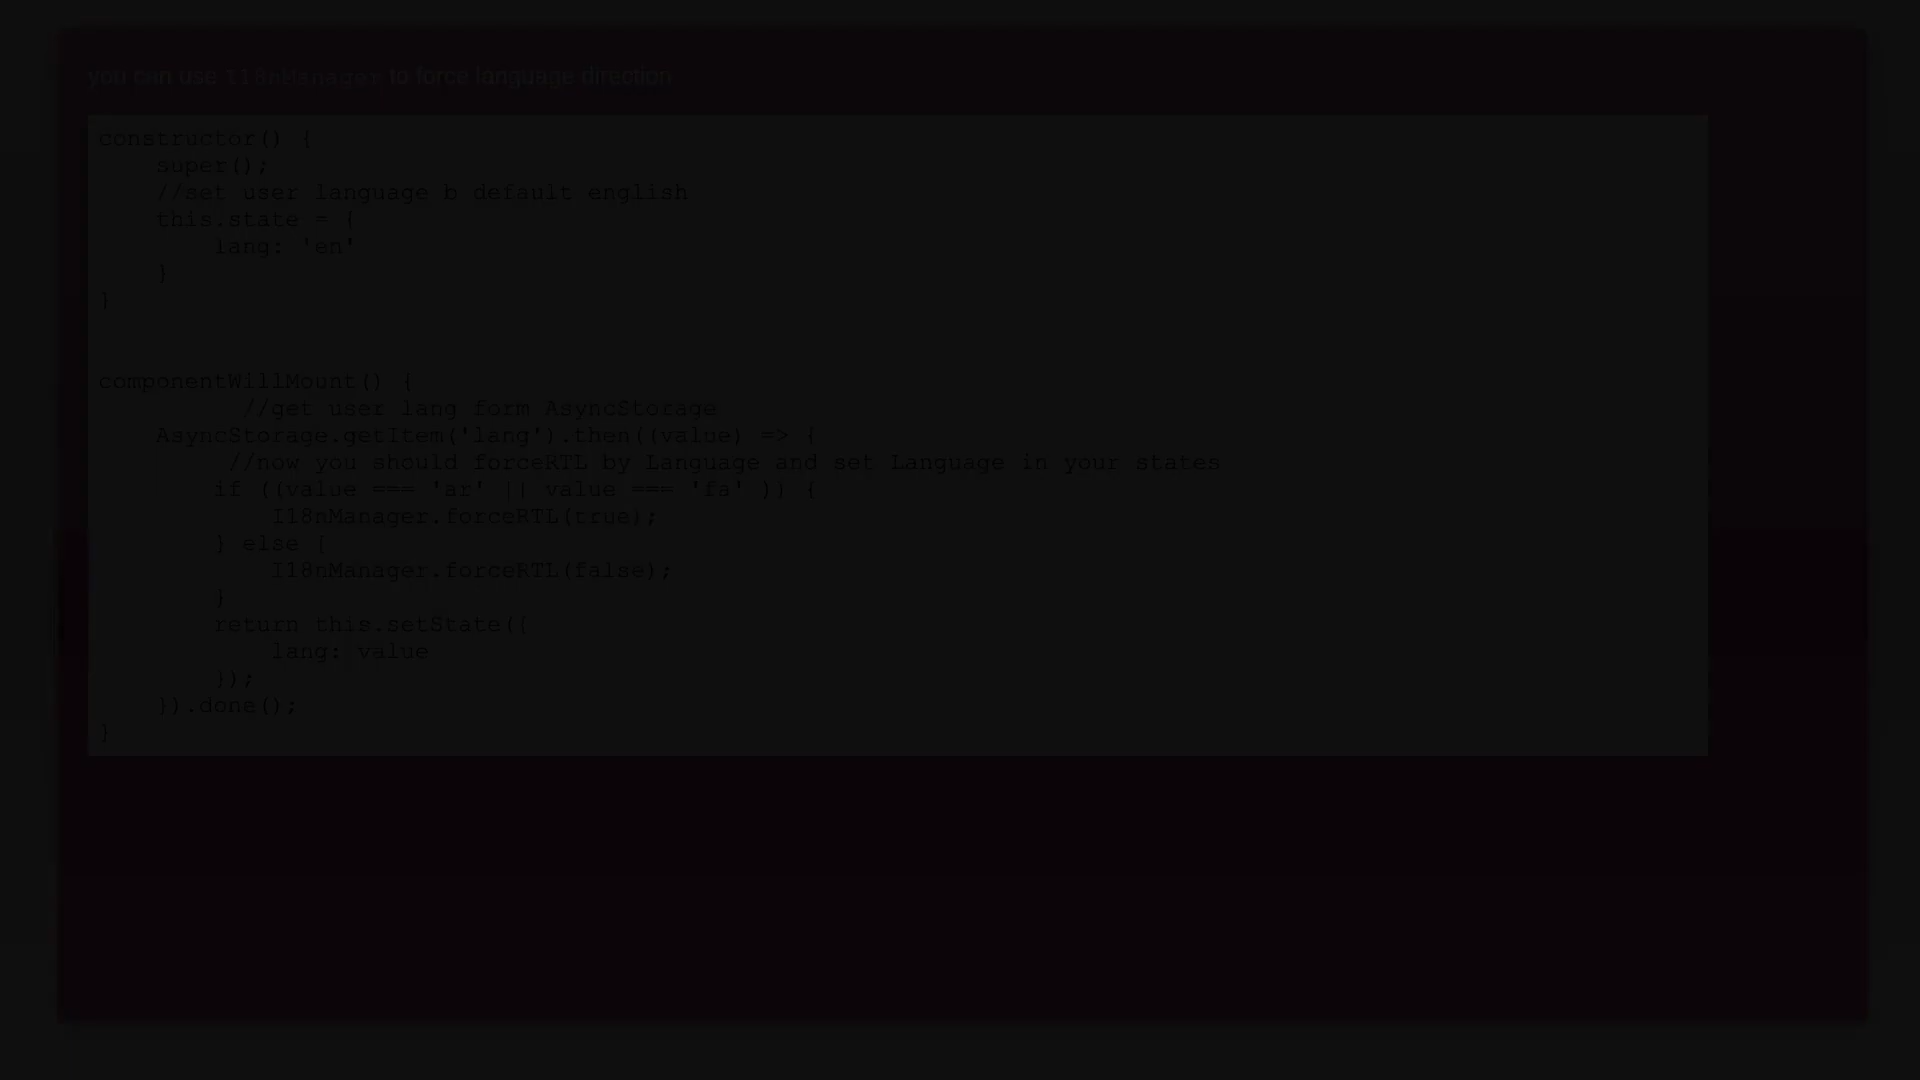 you can use I18nManager to force language direction
constructor() {
super();
//set user language b default english
this.state = {
lang: 'en'
}
}
componentWillMount() {
//get user lang form AsyncStorage
AsyncStorage.getItem('lang').then((value) => {
//now you should forceRTL by Language and set Language in your states
if ((value === 'ar' || value === 'fa' )) {
I18nManager.forceRTL(true);
} else {
I18nManager.forceRTL(false);
}
return this.setState({
lang: value
});
}).done();
}